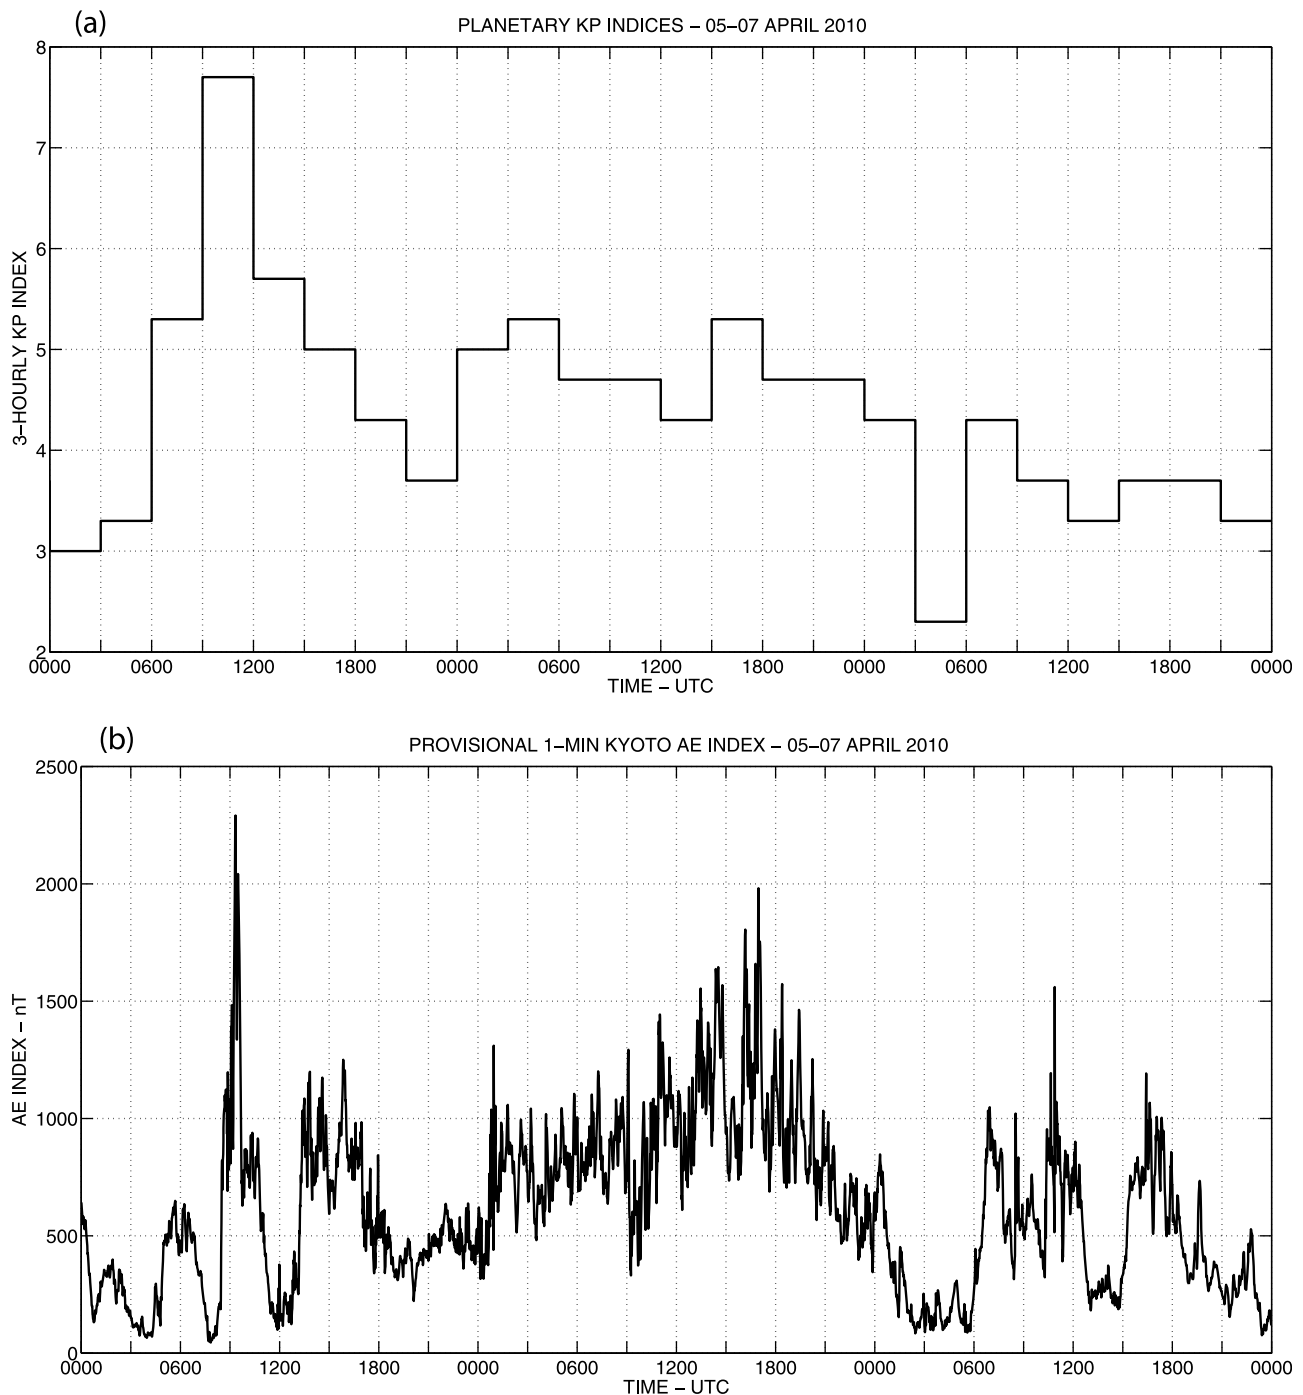 (a)
PLANETARY KP INDICES – 05–07 APRIL 2010
8
7
6
5
4
3
2
3–HOURLY KP INDEX
0000 0600 1200 1800 0000 0600 1200 1800 0000 0600 1200 1800 0000
TIME – UTC
(b)
PROVISIONAL 1–MIN KYOTO AE INDEX – 05–07 APRIL 2010
2500
2000
1500
1000
500
0
AE INDEX – nT
0000 0600 1200 1800 0000 0600 1200 1800 0000 0600 1200 1800 0000
TIME – UTC